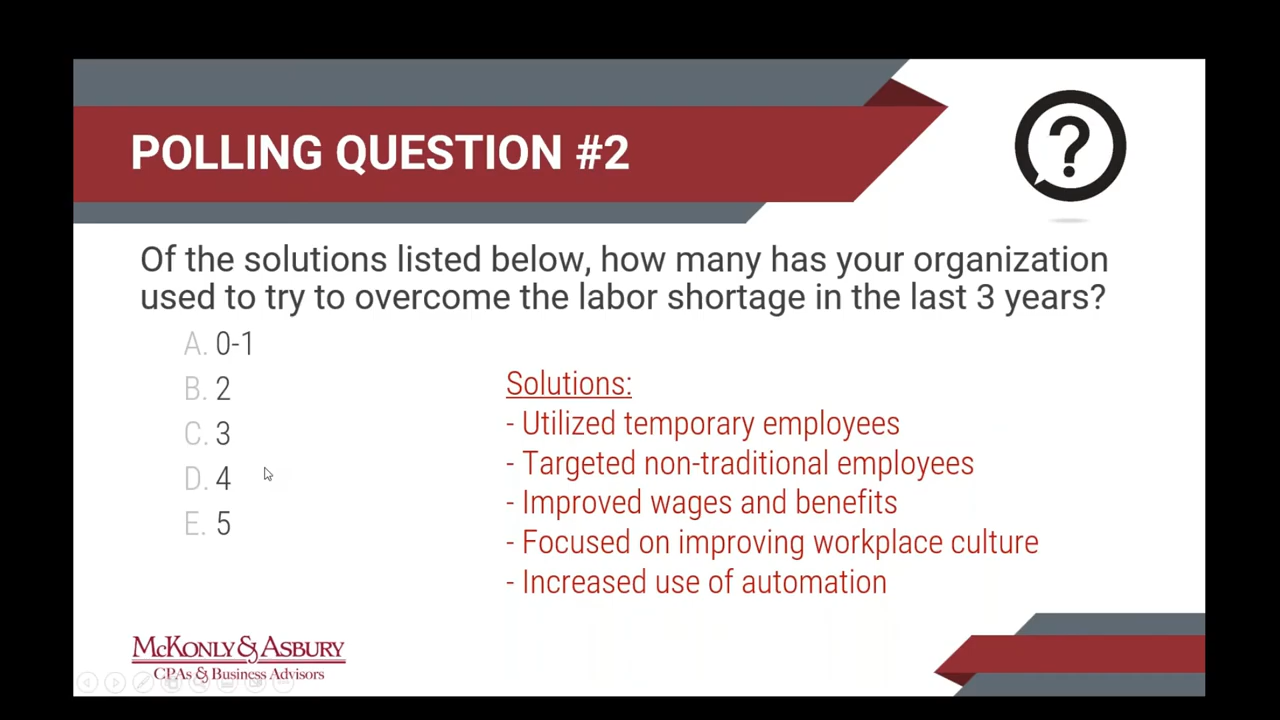 POLLING QUESTION #2
Of the solutions listed below, how many has your organization
used to try to overcome the labor shortage in the last 3 years?
A. 0-1
B. 2
C. 3
D. 4
E. 5
Solutions:
- Utilized temporary employees
- Targeted non-traditional employees
- Improved wages and benefits
- Focused on improving workplace culture
- Increased use of automation
McKonly & Asbury
CPAs & Business Advisors